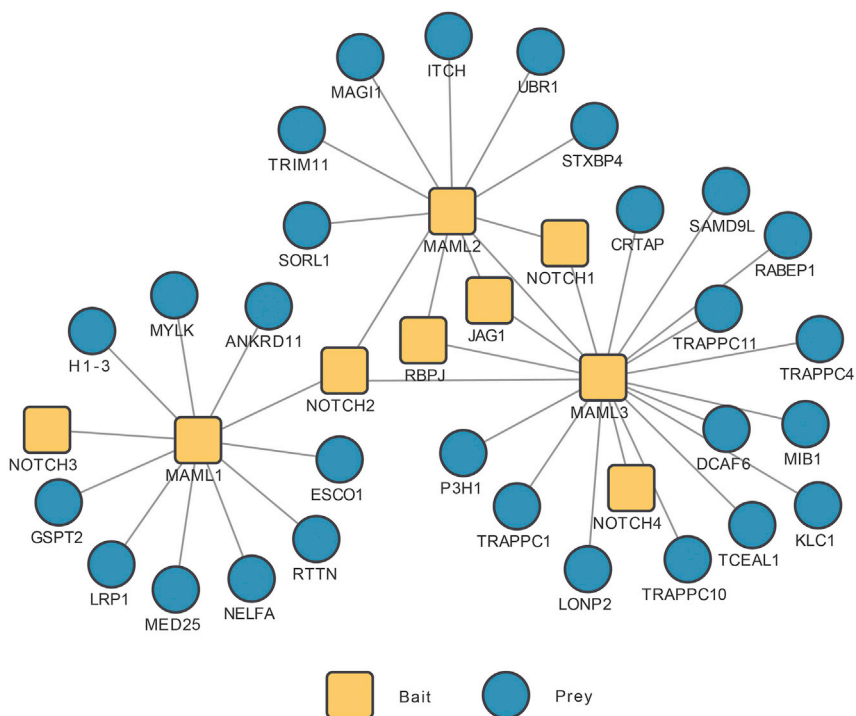 ITCH
MAGI1
UBR1
TRIM11
STXBP4
MAML2
CRTAP
SAMD9L
SORL1
NOTCH1
RABEP1
MYLK
ANKRD11
JAG1
TRAPPC11
H1-3
RBPJ
TRAPPC4
NOTCH2
MAML3
NOTCH3
MAML1
DCAF6
MIB1
ESCO1
P3H1
GSPT2
TRAPPC1
NOTCH4
KLC1
RTTN
TCEAL1
LRP1
MED25
NELFA
LONP2
TRAPPC10
Bait
Prey